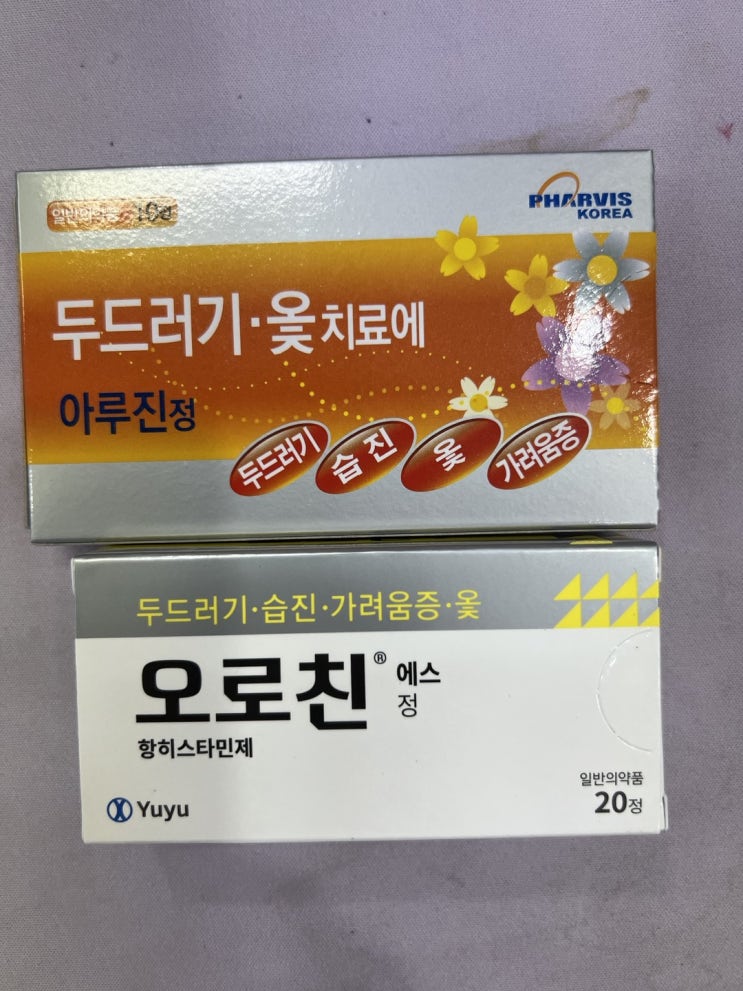 일반의약품
PHARVIS
KOREA
두드러기·옻 치료에
아루진정
두드러기
습진
옻
가려움증
두드러기·습진·가려움증·옻
오로친® 에스
정
항히스타민제
Yuyu
일반의약품
20정